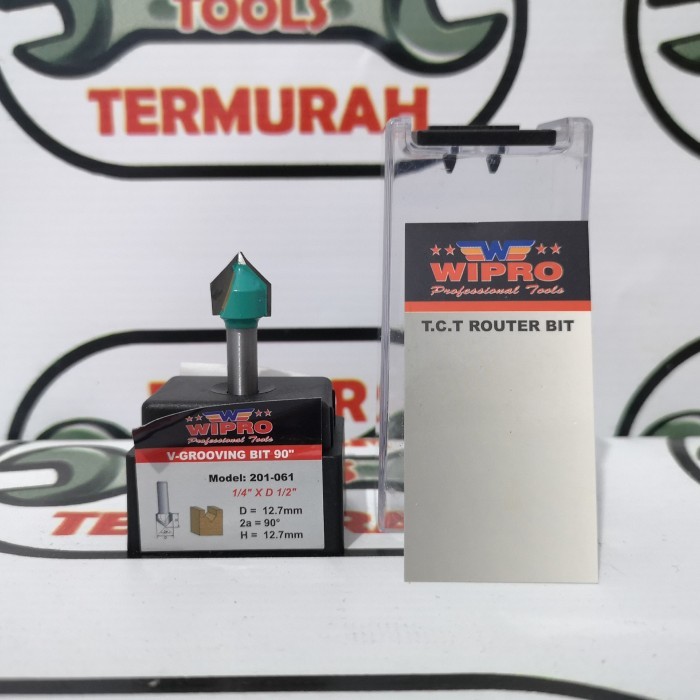 TOOLS
TERMURAH
W
WIPRO
Professional Tools
T.C.T ROUTER BIT
W
WIPRO
Professional Tools
V-GROOVING BIT 90"
Model: 201-061
1/4" X D 1/2"
D = 12.7mm
2a = 90°
H = 12.7mm
TERMURAH